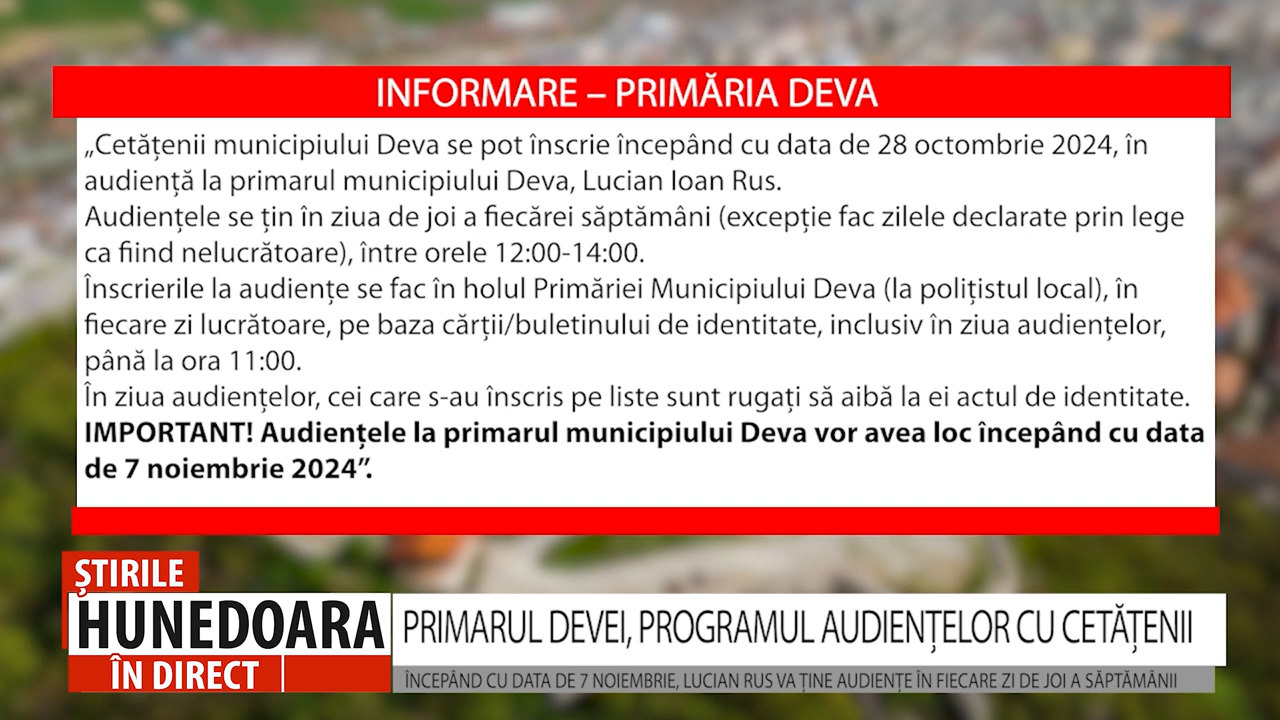 INFORMARE – PRIMĂRIA DEVA
„Cetățenii municipiului Deva se pot înscrie începând cu data de 28 octombrie 2024, în
audiență la primarul municipiului Deva, Lucian Ioan Rus.
Audiențele se țin în ziua de joi a fiecărei săptămâni (excepție fac zilele declarate prin lege
ca fiind nelucrătoare), între orele 12:00-14:00.
Înscrierile la audiențe se fac în holul Primăriei Municipiului Deva (la polițistul local), în
fiecare zi lucrătoare, pe baza cărții/buletinului de identitate, inclusiv în ziua audiențelor,
până la ora 11:00.
În ziua audiențelor, cei care s-au înscris pe liste sunt rugați să aibă la ei actul de identitate.
IMPORTANT! Audiențele la primarul municipiului Deva vor avea loc începând cu data
de 7 noiembrie 2024”.
ȘTIRILE
HUNEDOARA
ÎN DIRECT
PRIMARUL DEVEI, PROGRAMUL AUDIENȚELOR CU CETĂȚENII
ÎNCEPÂND CU DATA DE 7 NOIEMBRIE, LUCIAN RUS VA ȚINE AUDIENȚE ÎN FIECARE ZI DE JOI A SĂPTĂMÂNII